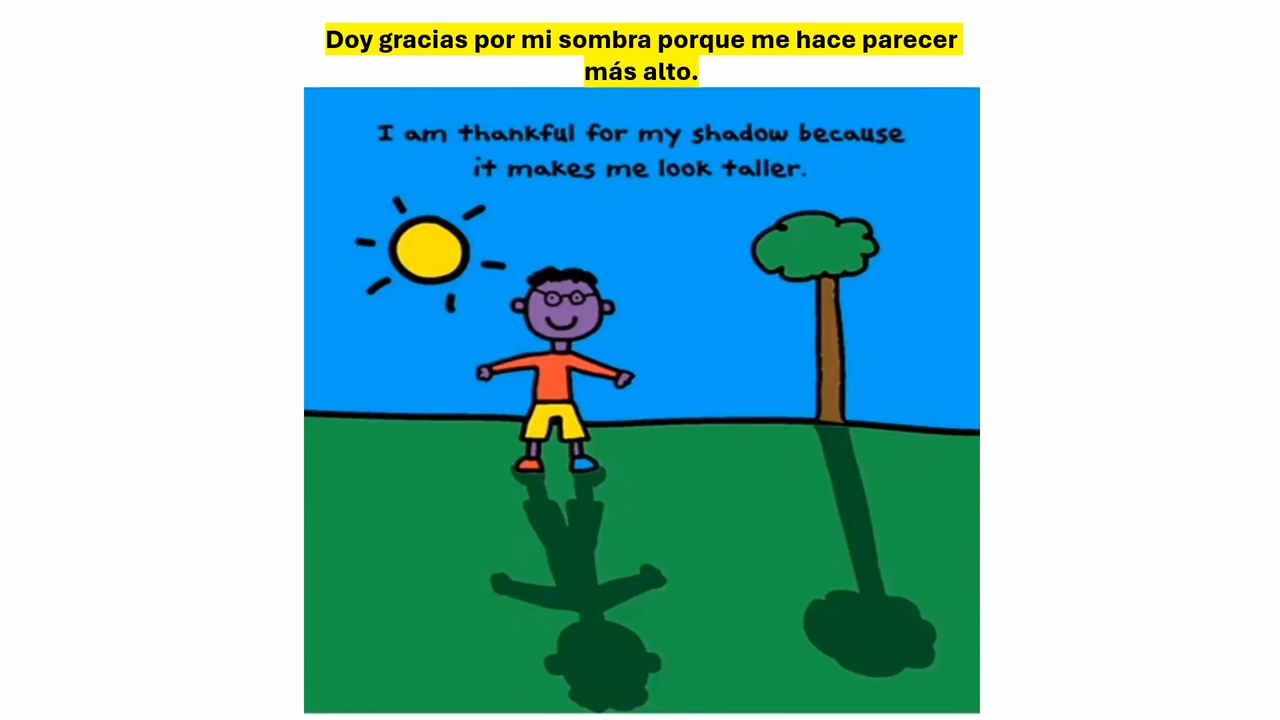 Doy gracias por mi sombra porque me hace parecer
más alto.
I am thankful for my shadow because
it makes me look taller.